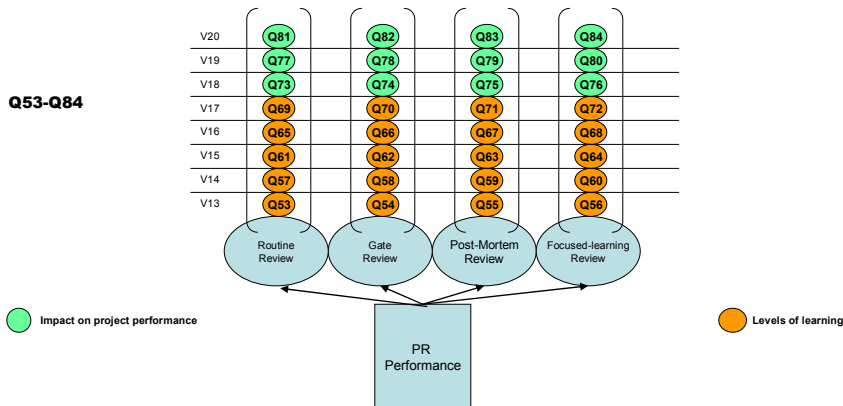 V20 Q81 Q82 Q83 Q84
V19 Q77 Q78 Q79 Q80
V18 Q73 Q74 Q75 Q76
Q53-Q84
V17 Q69 Q70 Q71 Q72
V16 Q65 Q66 Q67 Q68
V15 Q61 Q62 Q63 Q64
V14 Q57 Q58 Q59 Q60
V13 Q53 Q54 Q55 Q56
Routine
Review
Gate
Review
Post-Mortem
Review
Focused-learning
Review
Impact on project performance
Levels of learning
PR
Performance